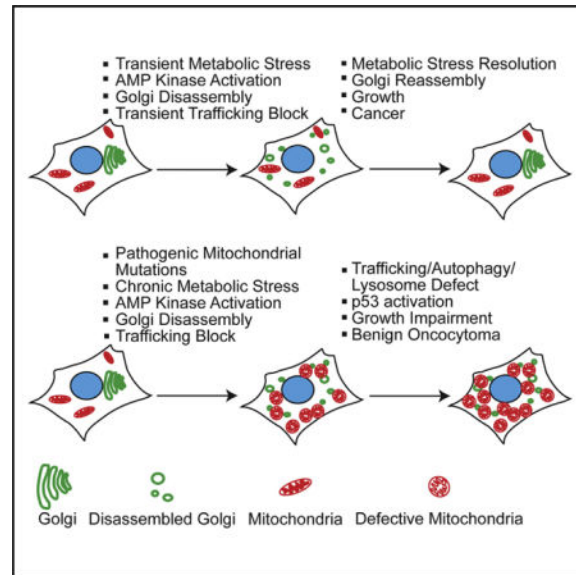 ▪ Transient Metabolic Stress
▪ AMP Kinase Activation
▪ Golgi Disassembly
▪ Transient Trafficking Block
▪ Metabolic Stress Resolution
▪ Golgi Reassembly
▪ Growth
▪ Cancer
▪ Pathogenic Mitochondrial
Mutations
▪ Chronic Metabolic Stress
▪ AMP Kinase Activation
▪ Golgi Disassembly
▪ Trafficking Block
▪ Trafficking/Autophagy/
Lysosome Defect
▪ p53 activation
▪ Growth Impairment
▪ Benign Oncocytoma
Golgi Disassembled Golgi Mitochondria Defective Mitochondria